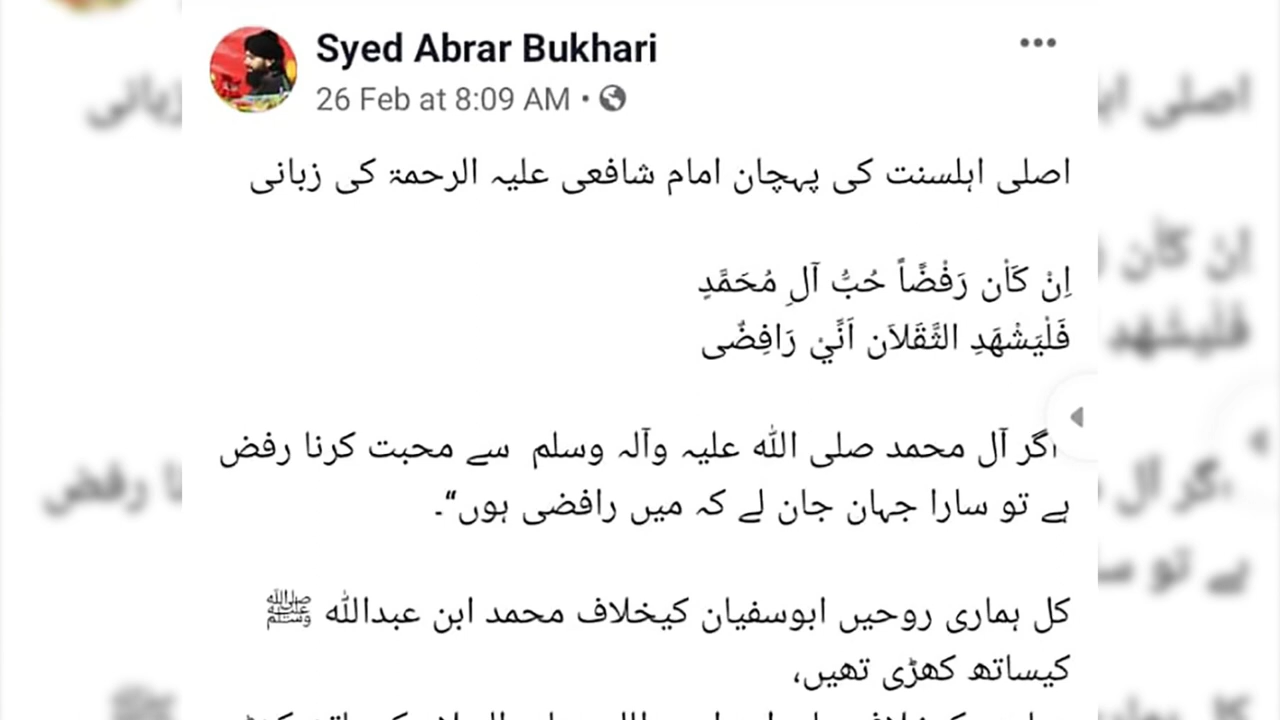 Syed Abrar Bukhari
26 Feb at 8:09 AM
اصلی اہلسنت کی پہچان امام شافعی علیہ الرحمۃ کی زبانی
اِنْ كَاْن رَفْضًاً حُبُّ آلِ مُحَمَّدٍ
فَلْيَشْهَدِ الثَّقَلاَن اَنِّيْ رَافِضٌی
اگر آل محمد صلی اللہ علیہ وآلہ وسلم سے محبت کرنا رفض
ہے تو سارا جہان جان لے کہ میں رافضی ہوں“۔
کل ہماری روحیں ابوسفیان کیخلاف محمد ابن عبداللہ ﷺ
کیساتھ کھڑی تھیں،